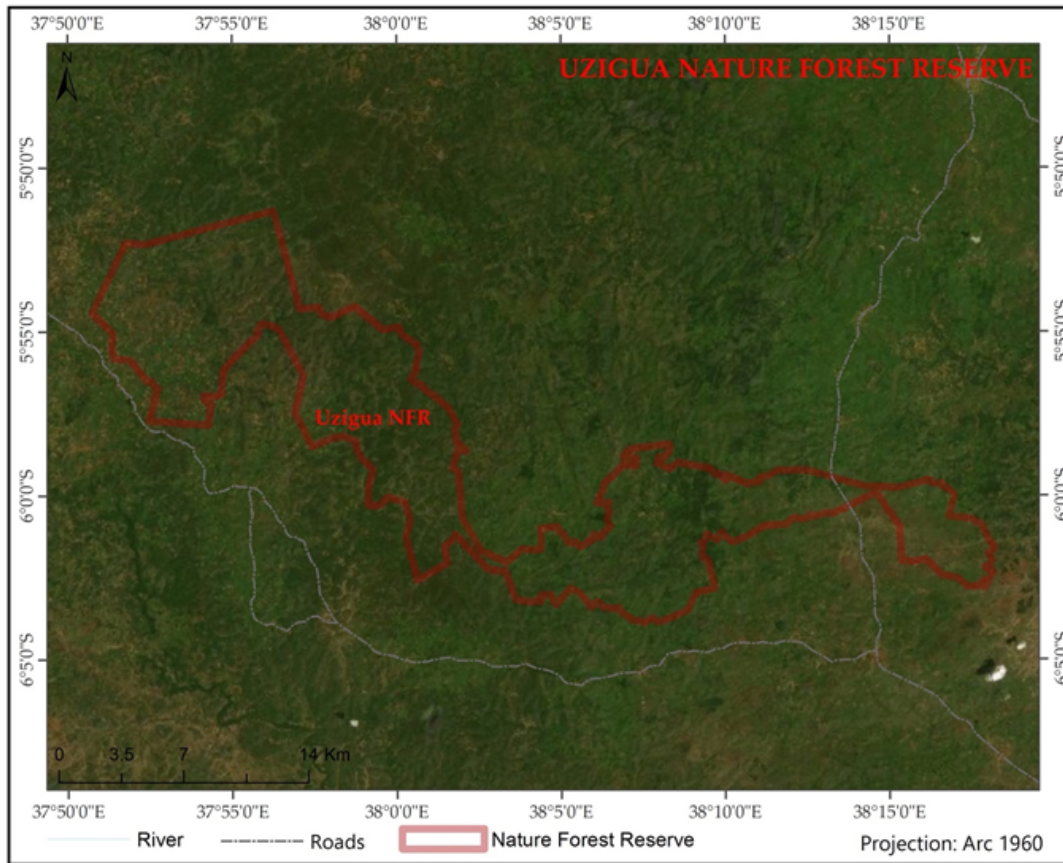 37°50'0"E 37°55'0"E 38°0'0"E 38°5'0"E 38°10'0"E 38°15'0"E
N
UZIGUA NATURE FOREST RESERVE
5°50'0"S 5°50'0"S
5°55'0"S 5°55'0"S
Uzigua NFR
6°0'0"S 6°0'0"S
6°5'0"S 6°5'0"S
0 3.5 7 14 Km
37°50'0"E 37°55'0"E 38°0'0"E 38°5'0"E 38°10'0"E 38°15'0"E
River Roads Nature Forest Reserve Projection: Arc 1960